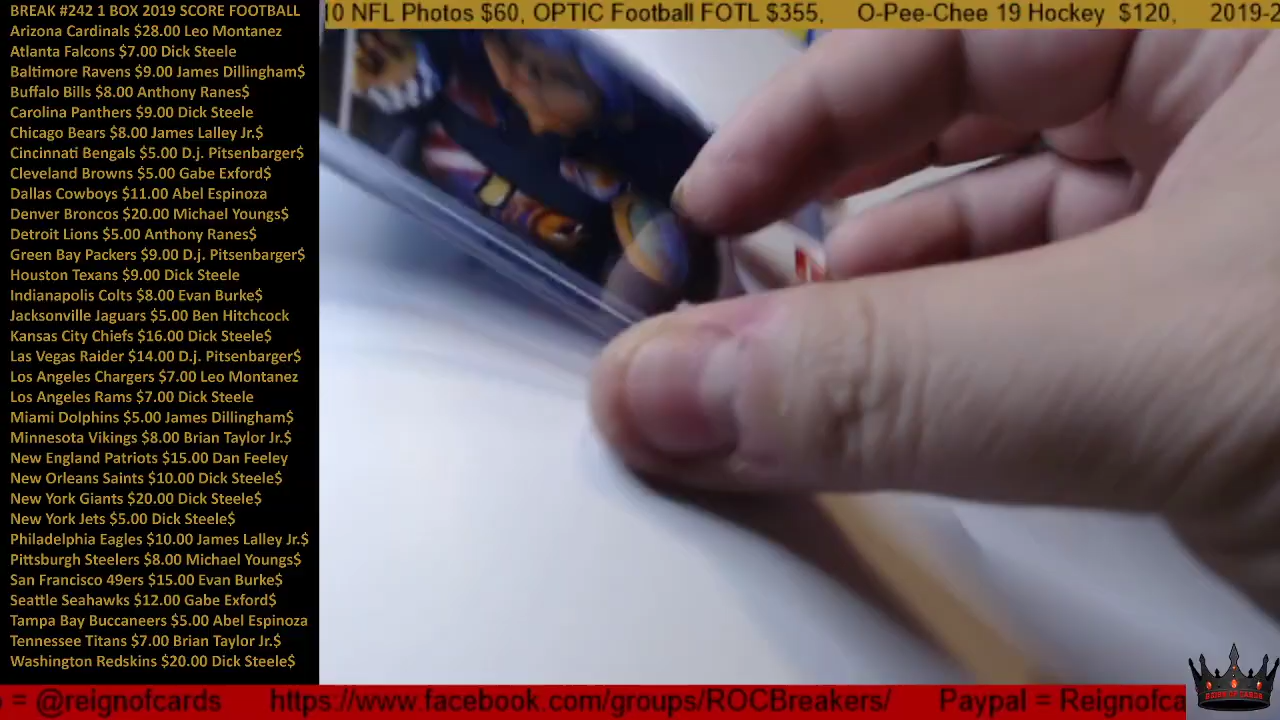 BREAK #242 1 BOX 2019 SCORE FOOTBALL
Arizona Cardinals $28.00 Leo Montanez
Atlanta Falcons $7.00 Dick Steele
Baltimore Ravens $9.00 James Dillingham$
Buffalo Bills $8.00 Anthony Ranes$
Carolina Panthers $9.00 Dick Steele
Chicago Bears $8.00 James Lalley Jr.$
Cincinnati Bengals $5.00 D.j. Pitsenbarger$
Cleveland Browns $5.00 Gabe Exford$
Dallas Cowboys $11.00 Abel Espinoza
Denver Broncos $20.00 Michael Youngs$
Detroit Lions $5.00 Anthony Ranes$
Green Bay Packers $9.00 D.j. Pitsenbarger$
Houston Texans $9.00 Dick Steele
Indianapolis Colts $8.00 Evan Burke$
Jacksonville Jaguars $5.00 Ben Hitchcock
Kansas City Chiefs $16.00 Dick Steele$
Las Vegas Raider $14.00 D.j. Pitsenbarger$
Los Angeles Chargers $7.00 Leo Montanez
Los Angeles Rams $7.00 Dick Steele
Miami Dolphins $5.00 James Dillingham$
Minnesota Vikings $8.00 Brian Taylor Jr.$
New England Patriots $15.00 Dan Feeley
New Orleans Saints $10.00 Dick Steele$
New York Giants $20.00 Dick Steele$
New York Jets $5.00 Dick Steele$
Philadelphia Eagles $10.00 James Lalley Jr.$
Pittsburgh Steelers $8.00 Michael Youngs$
San Francisco 49ers $15.00 Evan Burke$
Seattle Seahawks $12.00 Gabe Exford$
Tampa Bay Buccaneers $5.00 Abel Espinoza
Tennessee Titans $7.00 Brian Taylor Jr.$
Washington Redskins $20.00 Dick Steele$
0 NFL Photos $60, OPTIC Football FOTL $355, O-Pee-Chee 19 Hockey $120, 2019-2
= @reignofcards https://www.facebook.com/groups/ROCBreakers/ Paypal = Reignofca
REIGN OF CARDS